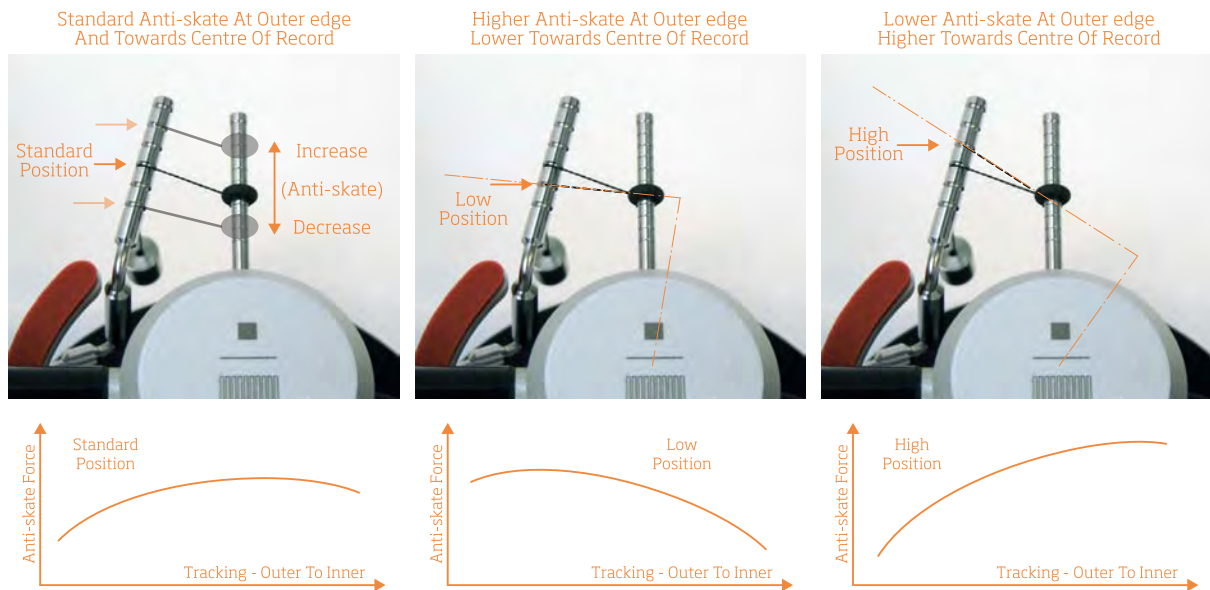 Standard Anti-skate At Outer edge
And Towards Centre Of Record
Higher Anti-skate At Outer edge
Lower Towards Centre Of Record
Lower Anti-skate At Outer edge
Higher Towards Centre Of Record
Standard
Position
Increase
(Anti-skate)
Decrease
Low
Position
High
Position
Anti-skate Force
Standard
Position
Tracking - Outer To Inner
Anti-skate Force
Low
Position
Tracking - Outer To Inner
Anti-skate Force
High
Position
Tracking - Outer To Inner